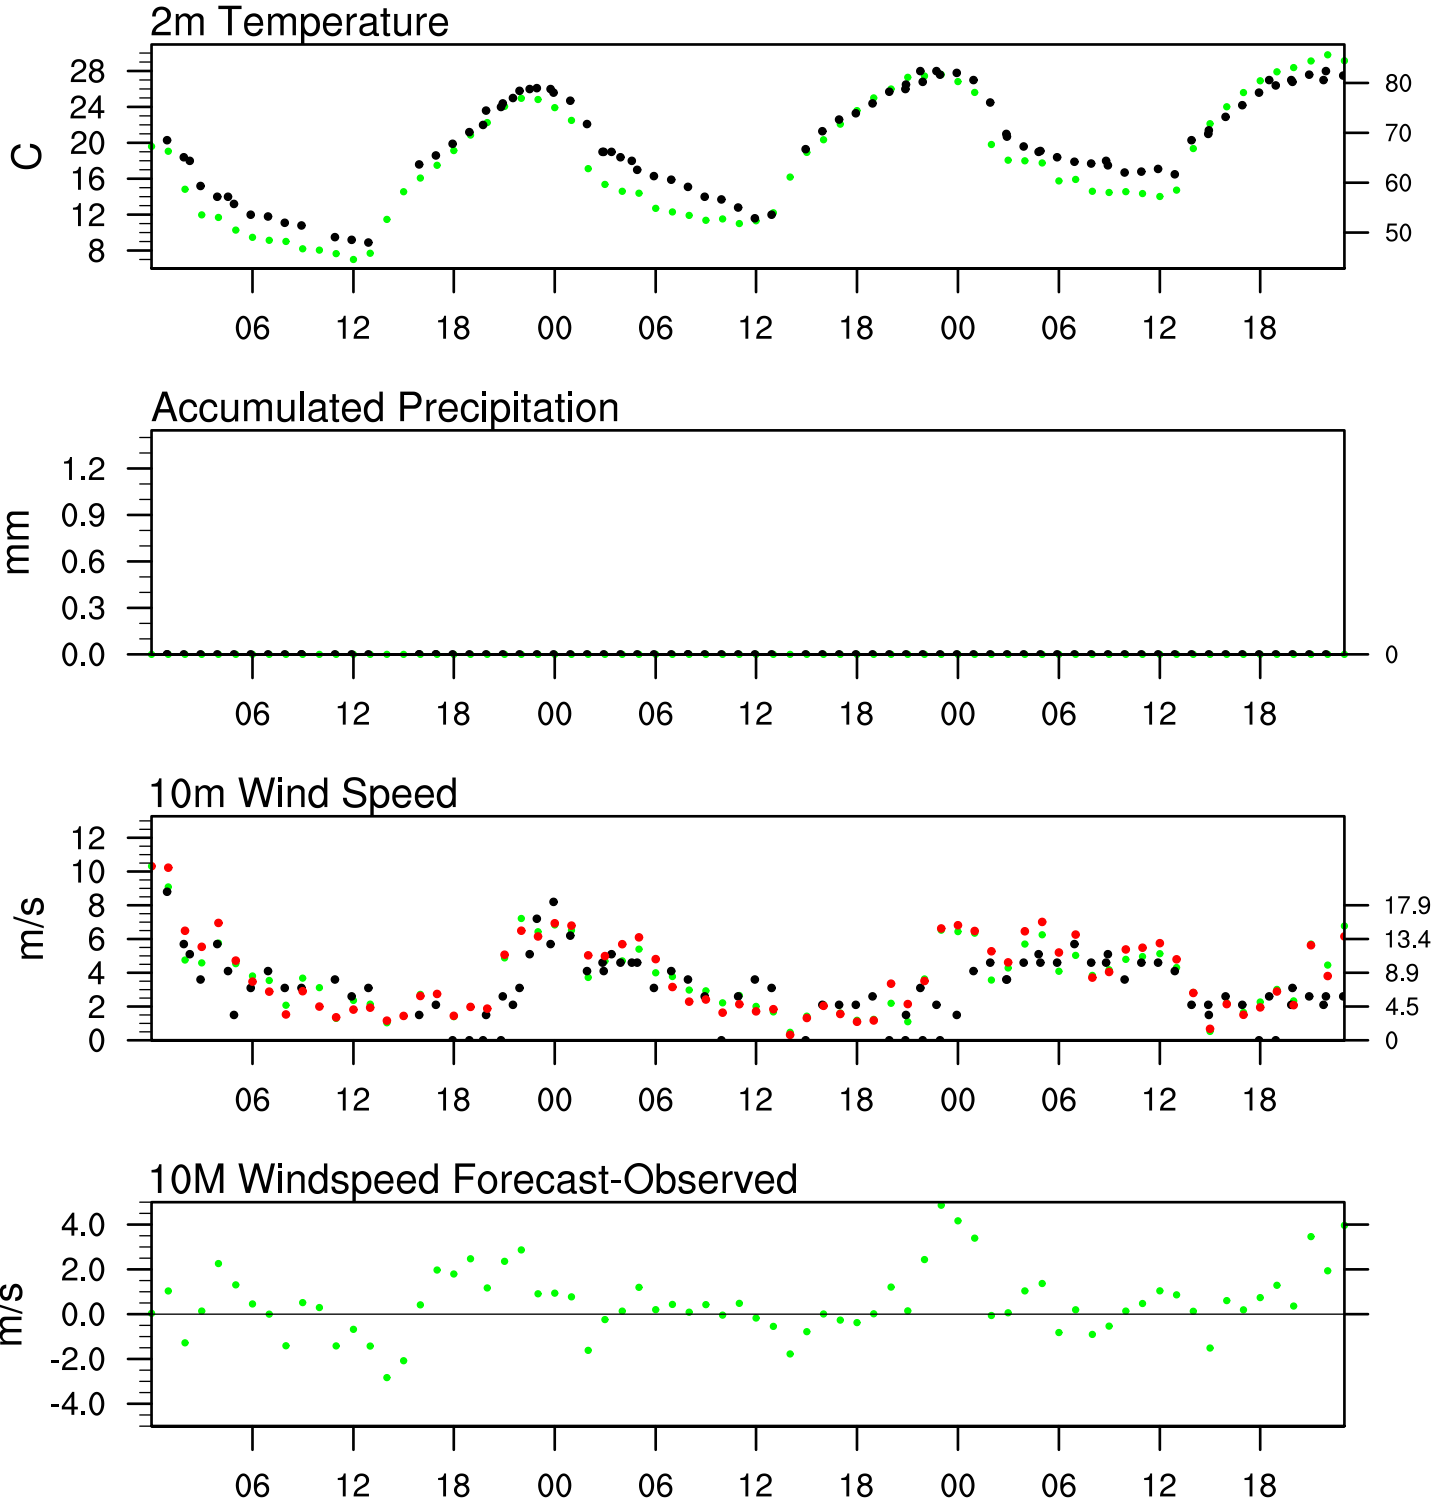 2m Temperature
28
24
20
16
12
8
C
80
70
60
50
06 12 18 00 06 12 18 00 06 12 18
Accumulated Precipitation
1.2
0.9
0.6
0.3
0.0
mm
0
06 12 18 00 06 12 18 00 06 12 18
10m Wind Speed
12
10
8
6
4
2
0
m/s
17.9
13.4
8.9
4.5
0
06 12 18 00 06 12 18 00 06 12 18
10M Windspeed Forecast-Observed
4.0
2.0
0.0
-2.0
-4.0
m/s
06 12 18 00 06 12 18 00 06 12 18